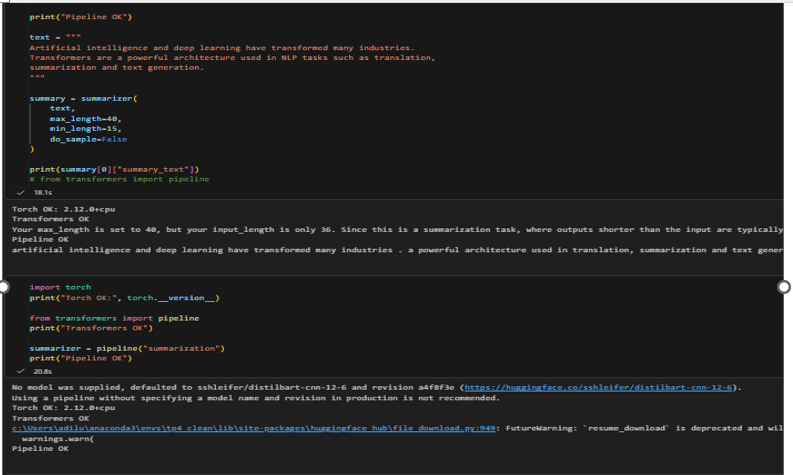 print("Pipeline OK")
text = """
Artificial intelligence and deep learning have transformed many industries.
Transformers are a powerful architecture used in NLP tasks such as translation,
summarization and text generation.
"""
summary = summarizer(
text,
max_length=40,
min_length=15,
do_sample=False
)
print(summary[0]["summary_text"])
# from transformers import pipeline
✓ 18.1s
Torch OK: 2.12.0+cpu
Transformers OK
Your max_length is set to 40, but your input_length is only 36. Since this is a summarization task, where outputs shorter than the input are typically
Pipeline OK
artificial intelligence and deep learning have transformed many industries . a powerful architecture used in translation, summarization and text gener
import torch
print("Torch OK:", torch.__version__)
from transformers import pipeline
print("Transformers OK")
summarizer = pipeline("summarization")
print("Pipeline OK")
✓ 20.8s
No model was supplied, defaulted to sshleifer/distilbart-cnn-12-6 and revision a4f8f3e (https://huggingface.co/sshleifer/distilbart-cnn-12-6).
Using a pipeline without specifying a model name and revision in production is not recommended.
Torch OK: 2.12.0+cpu
Transformers OK
c:\Users\adilu\anaconda3\envs\tp4_clean\lib\site-packages\huggingface_hub\file_download.py:949: FutureWarning: `resume_download` is deprecated and wil
warnings.warn(
Pipeline OK